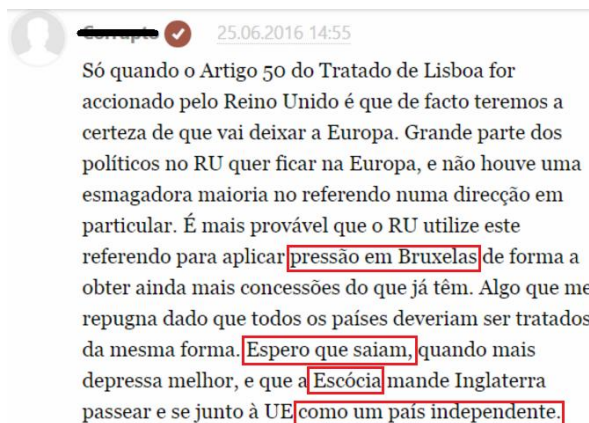 25.06.2016 14:55
Só quando o Artigo 50 do Tratado de Lisboa for
accionado pelo Reino Unido é que de facto teremos a
certeza de que vai deixar a Europa. Grande parte dos
políticos no RU quer ficar na Europa, e não houve uma
esmagadora maioria no referendo numa direcção em
particular. É mais provável que o RU utilize este
referendo para aplicar pressão em Bruxelas de forma a
obter ainda mais concessões do que já têm. Algo que me
repugna dado que todos os países deveriam ser tratados
da mesma forma. Espero que saiam, quando mais
depressa melhor, e que a Escócia mande Inglaterra
passear e se junto à UE como um país independente.